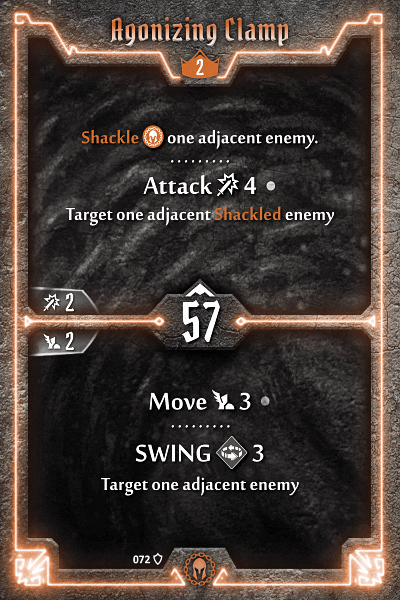 Agonizing Clamp
2
Shackle one adjacent enemy.
Attack 4
Target one adjacent Shackled enemy
2
57
2
Move 3
SWING 3
Target one adjacent enemy
072